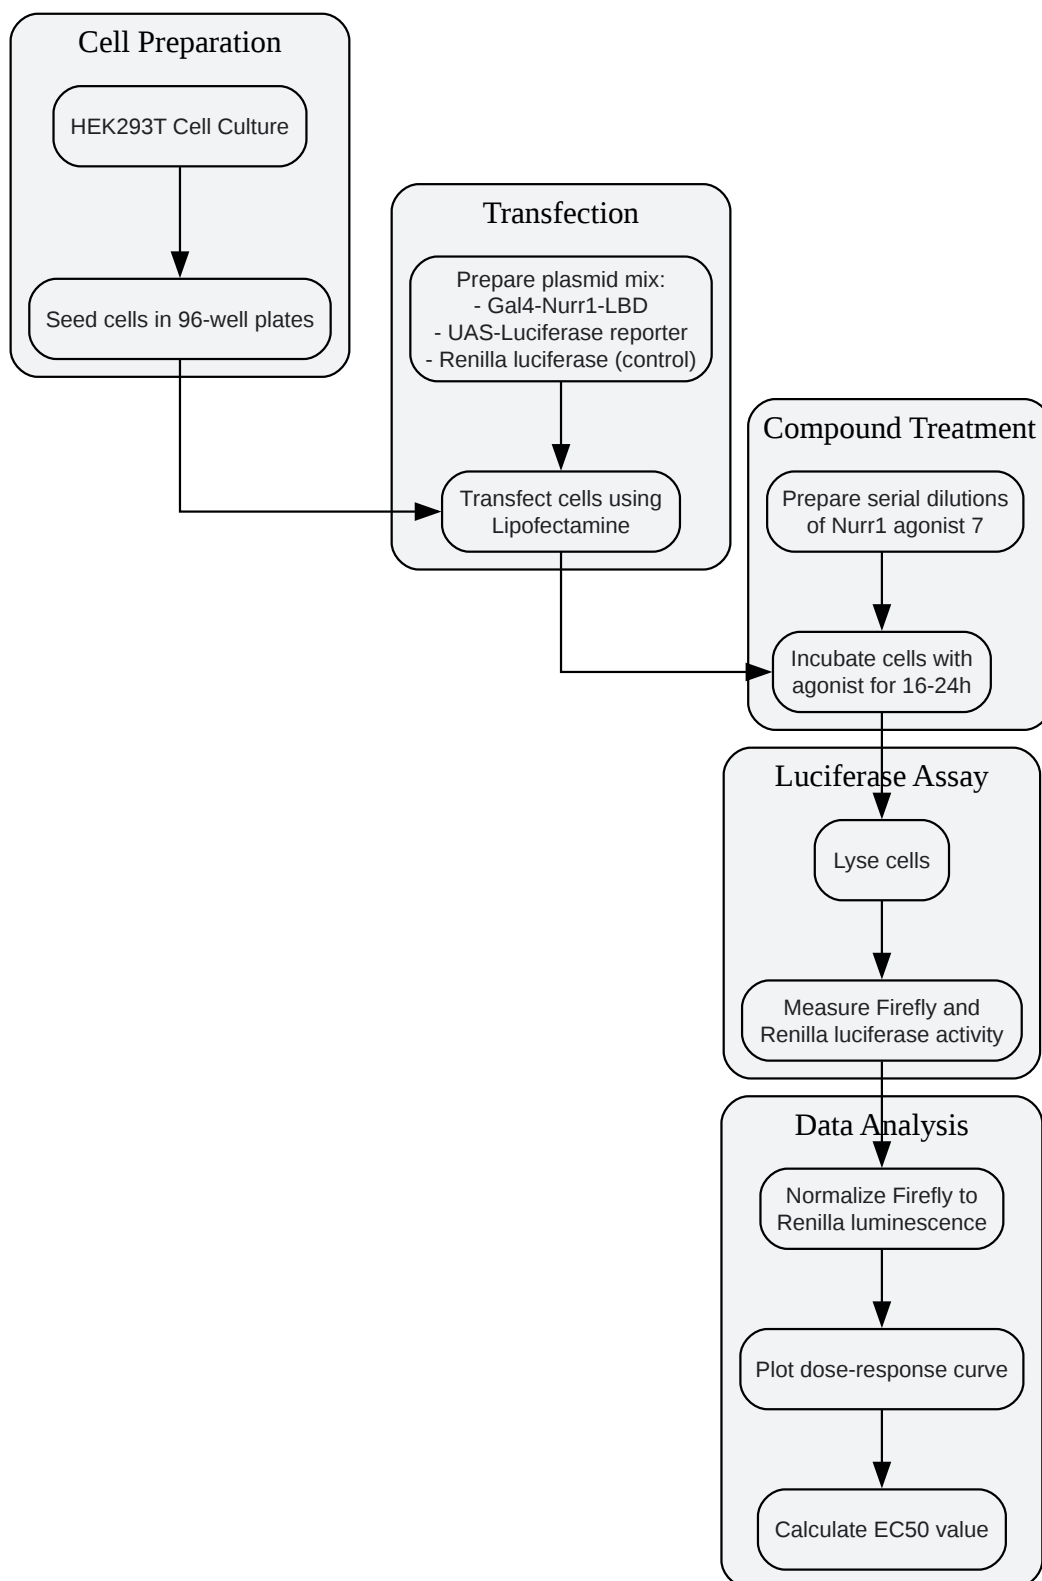 Cell Preparation
HEK293T Cell Culture
Seed cells in 96-well plates
Transfection
Prepare plasmid mix:
- Gal4-Nurr1-LBD
- UAS-Luciferase reporter
- Renilla luciferase (control)
Transfect cells using
Lipofectamine
Compound Treatment
Prepare serial dilutions
of Nurr1 agonist 7
Incubate cells with
agonist for 16-24h
Luciferase Assay
Lyse cells
Measure Firefly and
Renilla luciferase activity
Data Analysis
Normalize Firefly to
Renilla luminescence
Plot dose-response curve
Calculate EC50 value